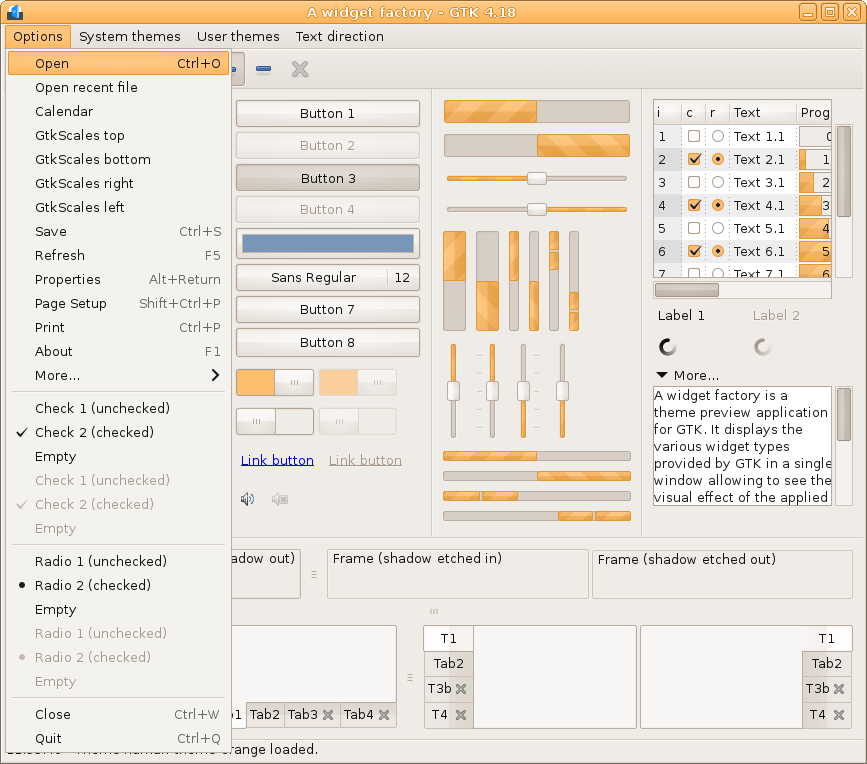 A widget factory - GTK 4.18
Options System themes User themes Text direction
Open Ctrl+O
Open recent file
Calendar
GtkScales top
GtkScales bottom
GtkScales right
GtkScales left
Save Ctrl+S
Refresh F5
Properties Alt+Return
Page Setup Shift+Ctrl+P
Print Ctrl+P
About F1
More...
Check 1 (unchecked)
Check 2 (checked)
Empty
Check 1 (unchecked)
Check 2 (checked)
Empty
Radio 1 (unchecked)
Radio 2 (checked)
Empty
Radio 1 (unchecked)
Radio 2 (checked)
Empty
Close Ctrl+W
Quit Ctrl+Q
Button 1
Button 2
Button 3
Button 4
Sans Regular 12
Button 7
Button 8
Link button Link button
i c r Text Prog
1 Text 1.1 0
2 Text 2.1 1
3 Text 3.1 2
4 Text 4.1 3
5 Text 5.1 4
6 Text 6.1 5
7 Text 7.1 6
Label 1 Label 2
More...
A widget factory is a
theme preview application
for GTK. It displays the
various widget types
provided by GTK in a single
window allowing to see the
visual effect of the applied
out) Frame (shadow etched in) Frame (shadow etched out)
Tab2 Tab3 Tab4
T1
Tab2
T3b
T4
T1
Tab2
T3b
T4
loaded.